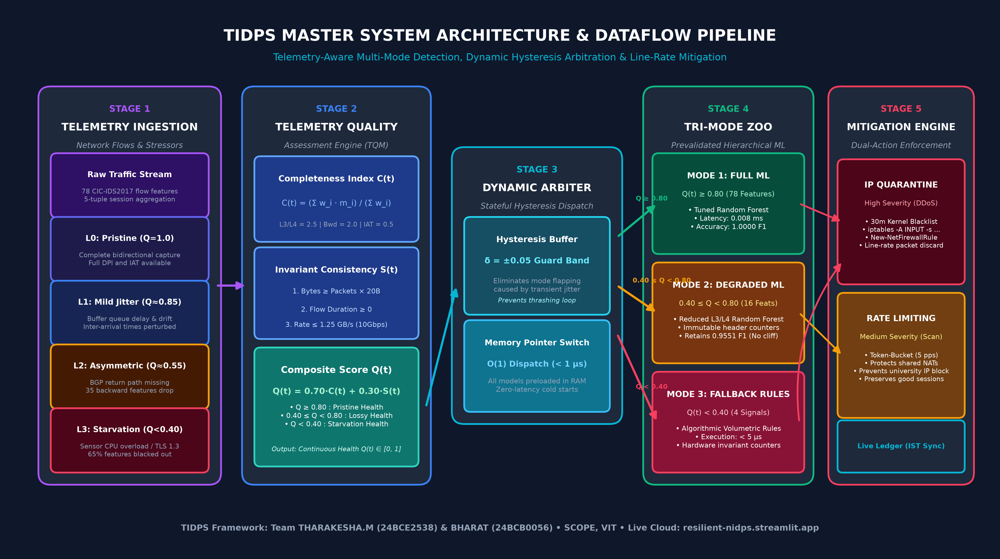 TIDPS MASTER SYSTEM ARCHITECTURE & DATAFLOW PIPELINE
Telemetry-Aware Multi-Mode Detection, Dynamic Hysteresis Arbitration & Line-Rate Mitigation
STAGE 1
TELEMETRY INGESTION
Network Flows & Stressors
Raw Traffic Stream
78 CIC-IDS2017 flow features
5-tuple session aggregation
L0: Pristine (Q=1.0)
Complete bidirectional capture
Full DPI and IAT available
L1: Mild Jitter (Q≈0.85)
Buffer queue delay & drift
Inter-arrival times perturbed
L2: Asymmetric (Q≈0.55)
BGP return path missing
35 backward features drop
L3: Starvation (Q<0.40)
Sensor CPU overload / TLS 1.3
65% features blacked out
STAGE 2
TELEMETRY QUALITY
Assessment Engine (TQM)
Completeness Index C(t)
C(t) = (Σ w_i · m_i) / (Σ w_i)
L3/L4 = 2.5 | Bwd = 2.0 | IAT = 0.5
Invariant Consistency S(t)
1. Bytes ≥ Packets × 20B
2. Flow Duration ≥ 0
3. Rate ≤ 1.25 GB/s (10Gbps)
Composite Score Q(t)
Q(t) = 0.70·C(t) + 0.30·S(t)
• Q ≥ 0.80 : Pristine Health
• 0.40 ≤ Q < 0.80 : Lossy Health
• Q < 0.40 : Starvation Health
Output: Continuous Health Q(t) ∈ [0, 1]
STAGE 3
DYNAMIC ARBITER
Stateful Hysteresis Dispatch
Hysteresis Buffer
δ = ±0.05 Guard Band
Eliminates mode flapping
caused by transient jitter
Prevents thrashing loop
Memory Pointer Switch
O(1) Dispatch (< 1 µs)
All models preloaded in RAM
Zero-latency cold starts
Q ≥ 0.80
0.40 ≤ Q < 0.80
Q < 0.40
STAGE 4
TRI-MODE ZOO
Prevalidated Hierarchical ML
MODE 1: FULL ML
Q(t) ≥ 0.80 (78 Features)
• Tuned Random Forest
• Latency: 0.008 ms
• Accuracy: 1.0000 F1
MODE 2: DEGRADED ML
0.40 ≤ Q < 0.80 (16 Feats)
• Reduced L3/L4 Random Forest
• Immutable header counters
• Retains 0.9551 F1 (No cliff)
MODE 3: FALLBACK RULES
Q(t) < 0.40 (4 Signals)
• Algorithmic Volumetric Rules
• Execution: < 5 µs
• Hardware invariant counters
STAGE 5
MITIGATION ENGINE
Dual-Action Enforcement
IP QUARANTINE
High Severity (DDoS)
• 30m Kernel Blacklist
• iptables -A INPUT -s ...
• New-NetFirewallRule
• Line-rate packet discard
RATE LIMITING
Medium Severity (Scan)
• Token-Bucket (5 pps)
• Protects shared NATs
• Prevents university IP block
• Preserves good sessions
Live Ledger (IST Sync)
TIDPS Framework: Team THARAKESHA.M (24BCE2538) & BHARAT (24BCB0056) • SCOPE, VIT • Live Cloud: resilient-nidps.streamlit.app